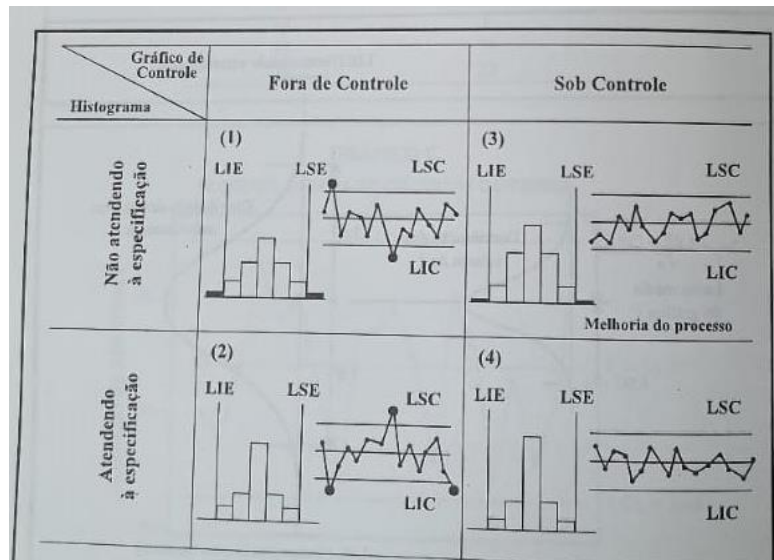 Gráfico de
Controle
Histograma
Fora de Controle
Sob Controle
Não atendendo
à especificação
(1)
LIE
LSE
LSC
LIC
(3)
LIE
LSE
LSC
LIC
Melhoria do processo
Atendendo
à especificação
(2)
LIE
LSE
LSC
LIC
(4)
LIE
LSE
LSC
LIC